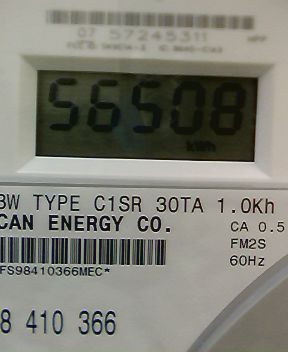 07 57245311
56508
kWh
3W TYPE C1SR 30TA 1.0Kh
CAN ENERGY CO.
CA 0.5
FM2S
60Hz
FS98410366MEC*
8 410 366